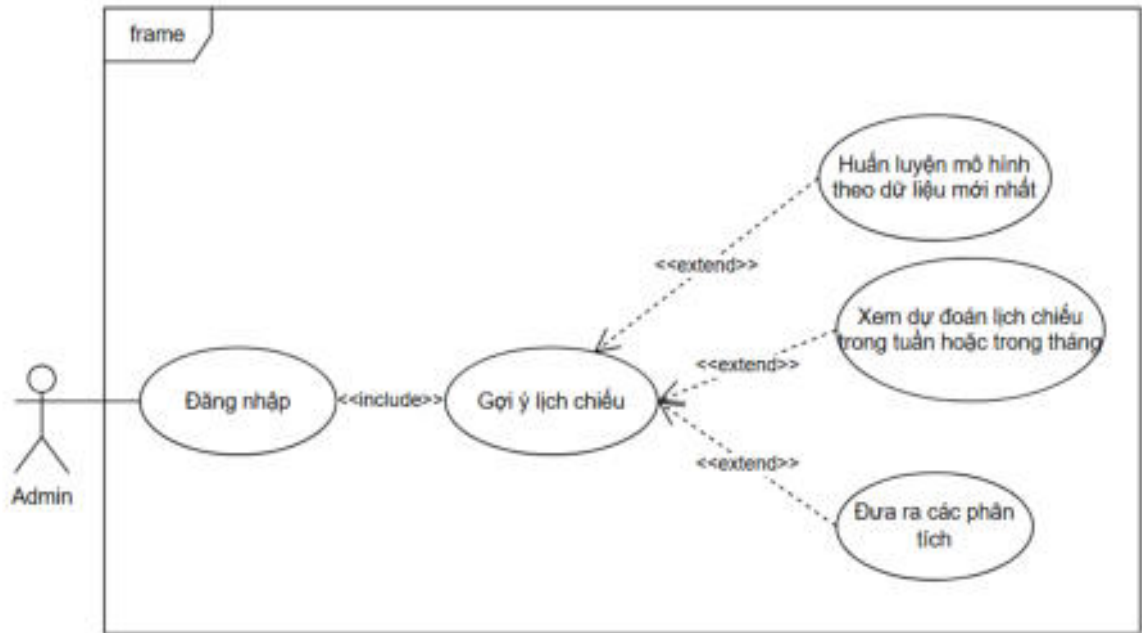 frame
Huấn luyện mô hình
theo dữ liệu mới nhất
<<extend>>
Xem dự đoán lịch chiếu
trong tuần hoặc trong tháng
<<extend>>
Đăng nhập
<<include>>
Gợi ý lịch chiếu
<<extend>>
Admin
Đưa ra các phân
tích